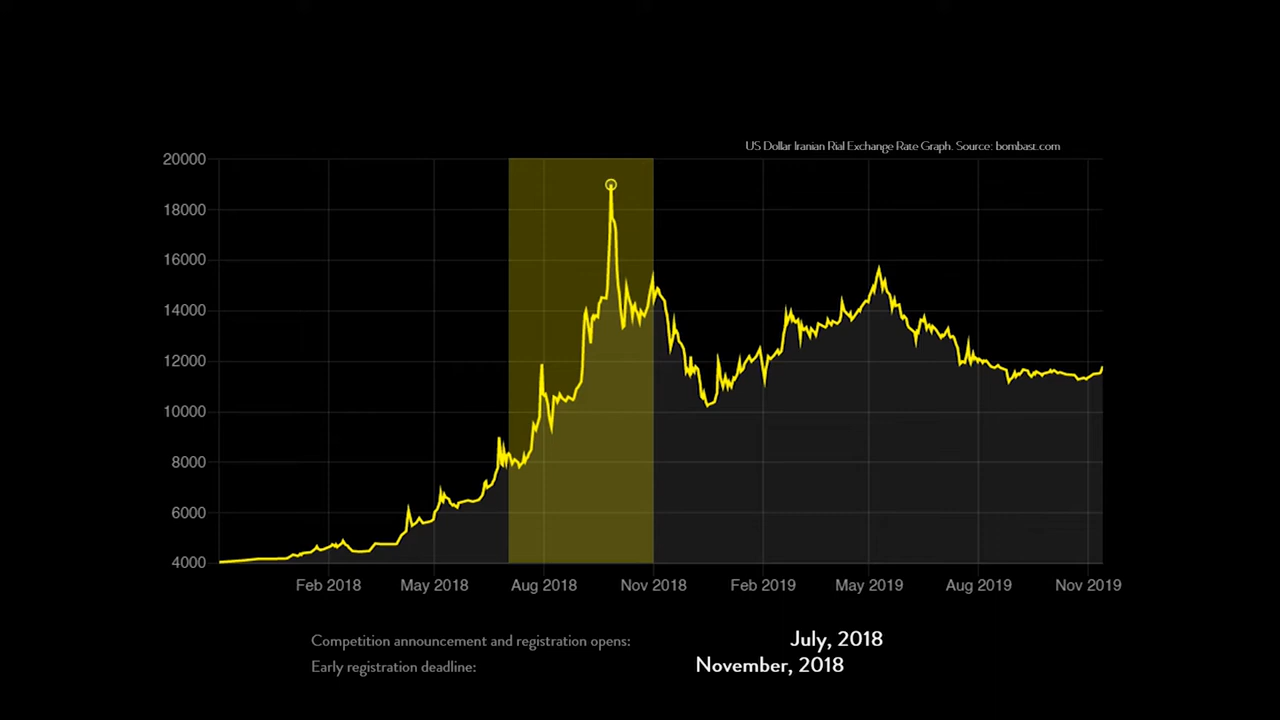 US Dollar Iranian Rial Exchange Rate Graph. Source: bombast.com
20000
18000
16000
14000
12000
10000
8000
6000
4000
Feb 2018 May 2018 Aug 2018 Nov 2018 Feb 2019 May 2019 Aug 2019 Nov 2019
Competition announcement and registration opens: July, 2018
Early registration deadline: November, 2018